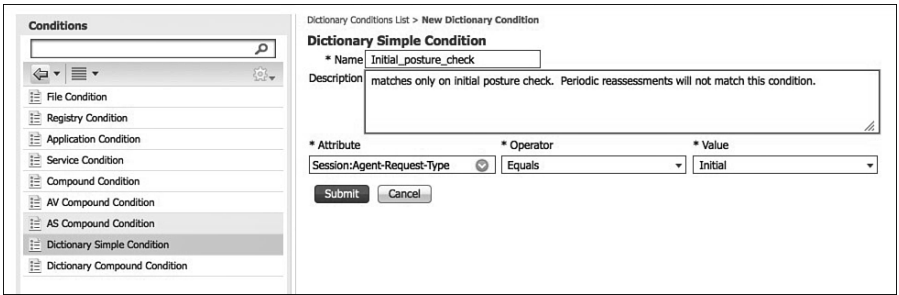 Conditions
File Condition
Registry Condition
Application Condition
Service Condition
Compound Condition
AV Compound Condition
AS Compound Condition
Dictionary Simple Condition
Dictionary Compound Condition
Dictionary Conditions List > New Dictionary Condition
Dictionary Simple Condition
* Name Initial_posture_check
Description matches only on initial posture check. Periodic reassessments will not match this condition.
* Attribute * Operator * Value
Session:Agent-Request-Type Equals Initial
Submit Cancel